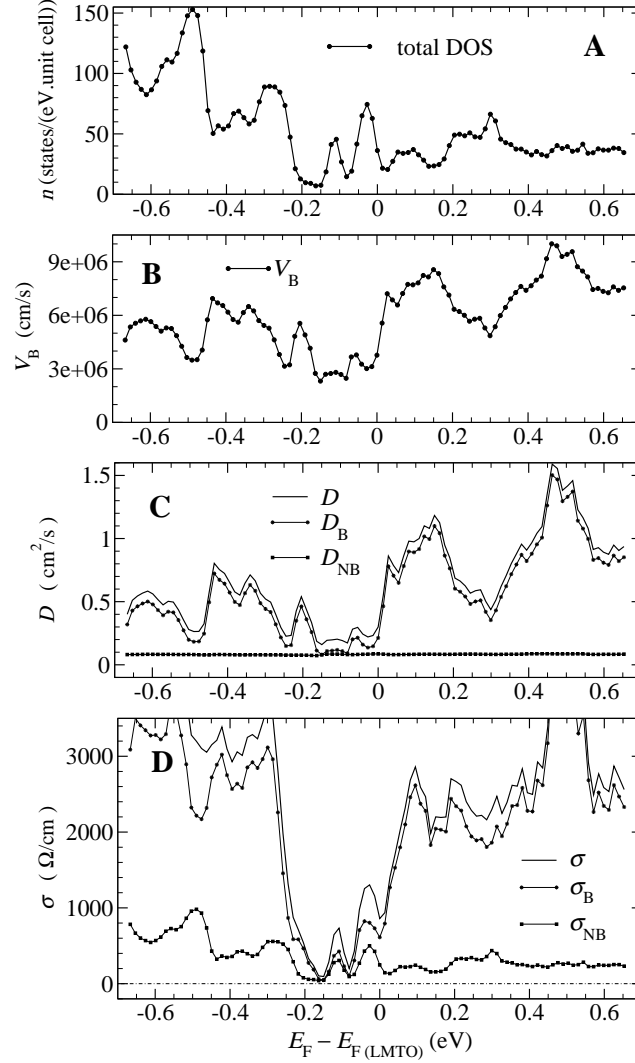 150
100
50
0
n (states/(eV.unit cell))
total DOS
A
-0.6 -0.4 -0.2 0 0.2 0.4 0.6
9e+06
6e+06
3e+06
0
V_B (cm/s)
B
V_B
-0.6 -0.4 -0.2 0 0.2 0.4 0.6
1.5
1
0.5
0
D (cm²/s)
C
D
D_B
D_NB
-0.6 -0.4 -0.2 0 0.2 0.4 0.6
3000
2000
1000
0
σ (Ω/cm)
D
σ
σ_B
σ_NB
-0.6 -0.4 -0.2 0 0.2 0.4 0.6
E_F − E_F (LMTO) (eV)